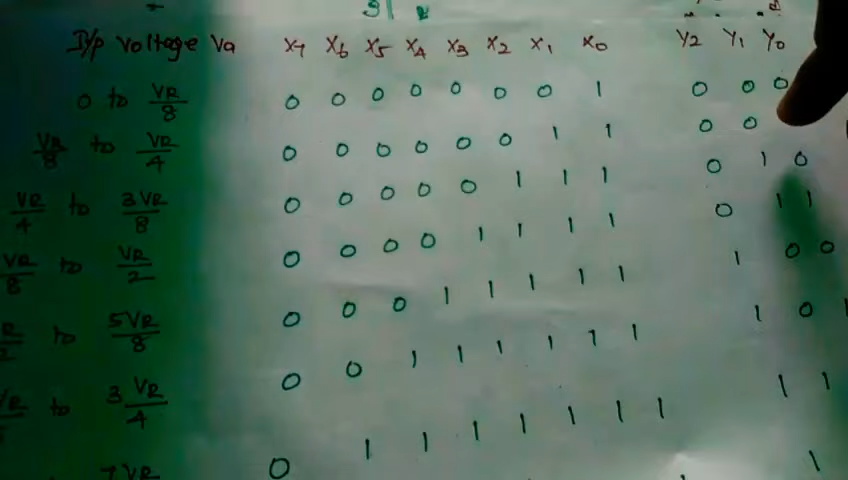 I/p Voltage Va X7 X6 X5 X4 X3 X2 X1 X0 Y2 Y1 Y0
0 to VR/8 0 0 0 0 0 0 0 1 0 0 0
VR/8 to VR/4 0 0 0 0 0 0 1 1 0 0
VR/4 to 3VR/8 0 0 0 0 0 1 1 1 0 1 0
VR/8 to VR/2 0 0 0 0 1 1 1 1 0 1 1
to 5VR/8 0 0 0 1 1 1 1 1 1 0 0
to 3VR/4 0 0 1 1 1 1 1 1 1 0 1
7VR 0 1 1 1 1 1 1 1 1 1
1